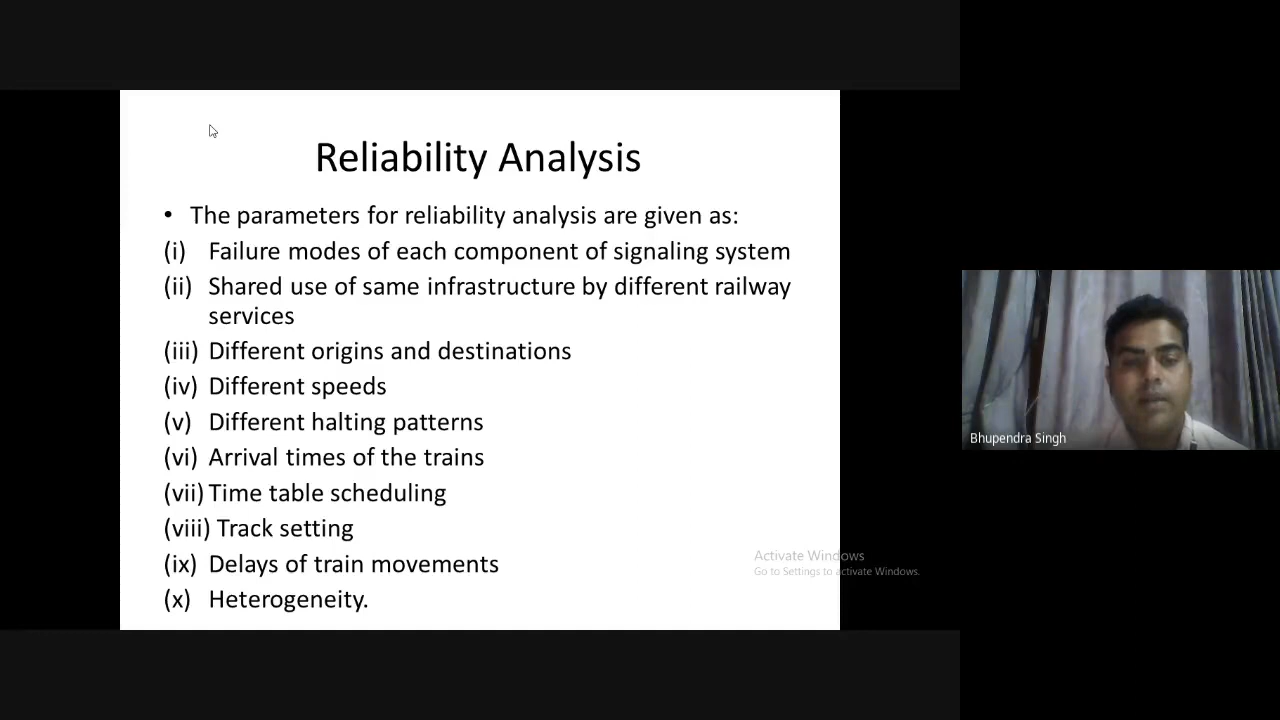 Reliability Analysis
• The parameters for reliability analysis are given as:
(i) Failure modes of each component of signaling system
(ii) Shared use of same infrastructure by different railway
services
(iii) Different origins and destinations
(iv) Different speeds
(v) Different halting patterns
(vi) Arrival times of the trains
(vii) Time table scheduling
(viii) Track setting
(ix) Delays of train movements
(x) Heterogeneity.
Activate Windows
Go to Settings to activate Windows.
Bhupendra Singh